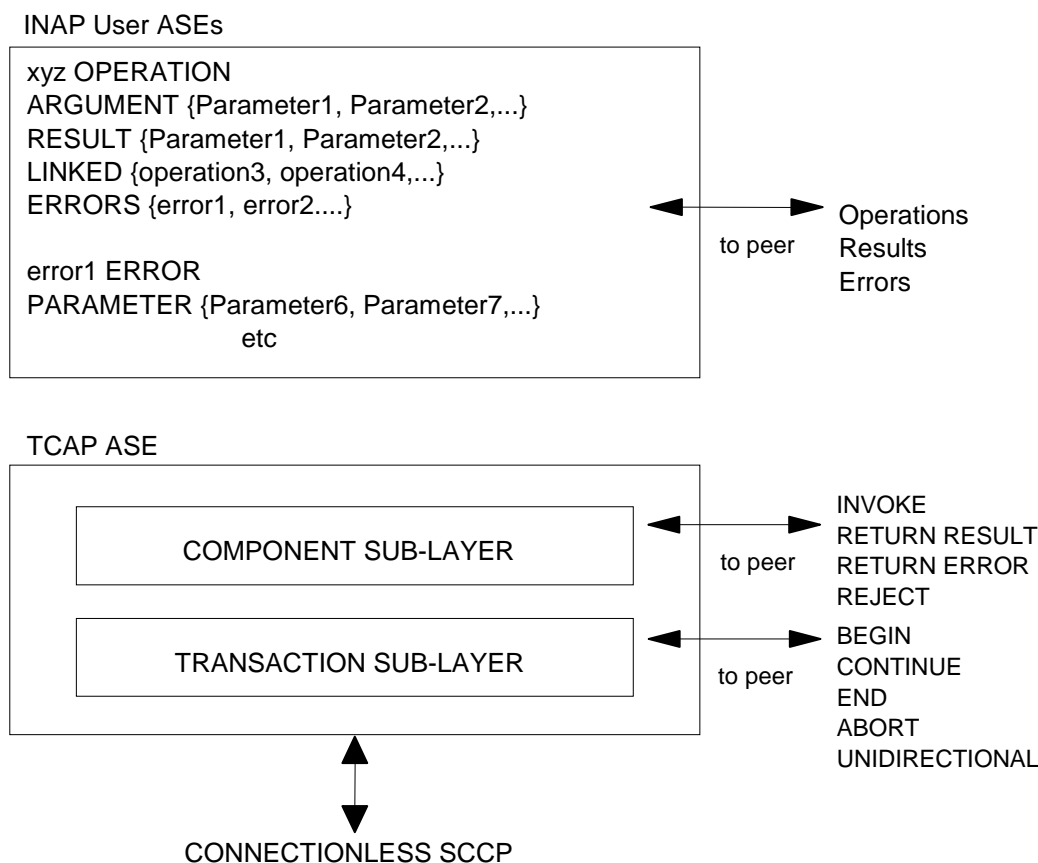 INAP User ASEs
xyz OPERATION
ARGUMENT {Parameter1, Parameter2,...}
RESULT {Parameter1, Parameter2,...}
LINKED {operation3, operation4,...}
ERRORS {error1, error2....}
error1 ERROR
PARAMETER {Parameter6, Parameter7,...}
etc
to peer
Operations
Results
Errors
TCAP ASE
COMPONENT SUB-LAYER
to peer
INVOKE
RETURN RESULT
RETURN ERROR
REJECT
TRANSACTION SUB-LAYER
to peer
BEGIN
CONTINUE
END
ABORT
UNIDIRECTIONAL
CONNECTIONLESS SCCP